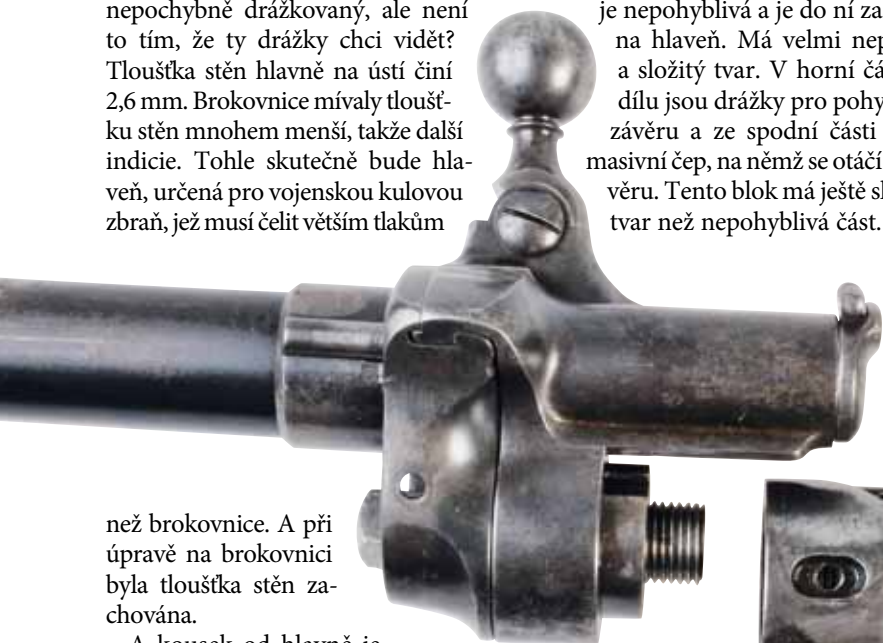 nepochybně drážkovaný, ale není
to tím, že ty drážky chci vidět?
Tloušťka stěn hlavně na ústí činí
2,6 mm. Brokovnice mívaly tloušť-
ku stěn mnohem menší, takže další
indicie. Tohle skutečně bude hla-
veň, určená pro vojenskou kulovou
zbraň, jež musí čelit větším tlakům
než brokovnice. A při
úpravě na brokovnici
byla tloušťka stěn za-
chována.
A kousek od hlavně je
je nepohyblivá a je do ní za
na hlaveň. Má velmi nep
a složitý tvar. V horní čá
dílu jsou drážky pro pohy
závěru a ze spodní části
masivní čep, na němž se otáčí
věru. Tento blok má ještě sl
tvar než nepohyblivá část.